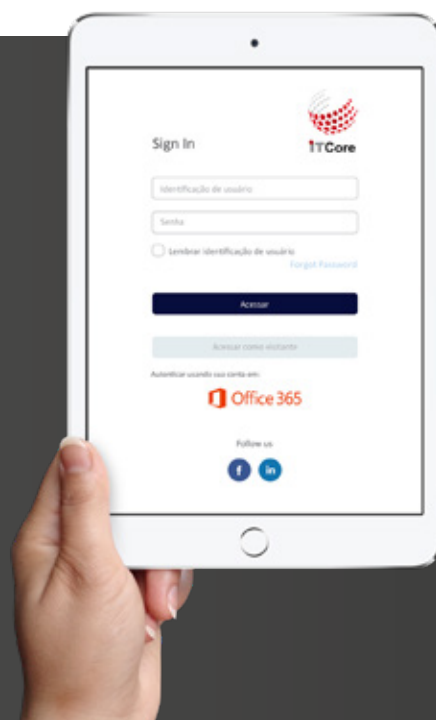 iTCore
Sign In
Identificação de usuário
Senha
Lembrar identificação de usuário
Forgot Password
Acessar
Acessar como visitante
Autenticar usando sua conta em:
Office 365
Follow us
f in